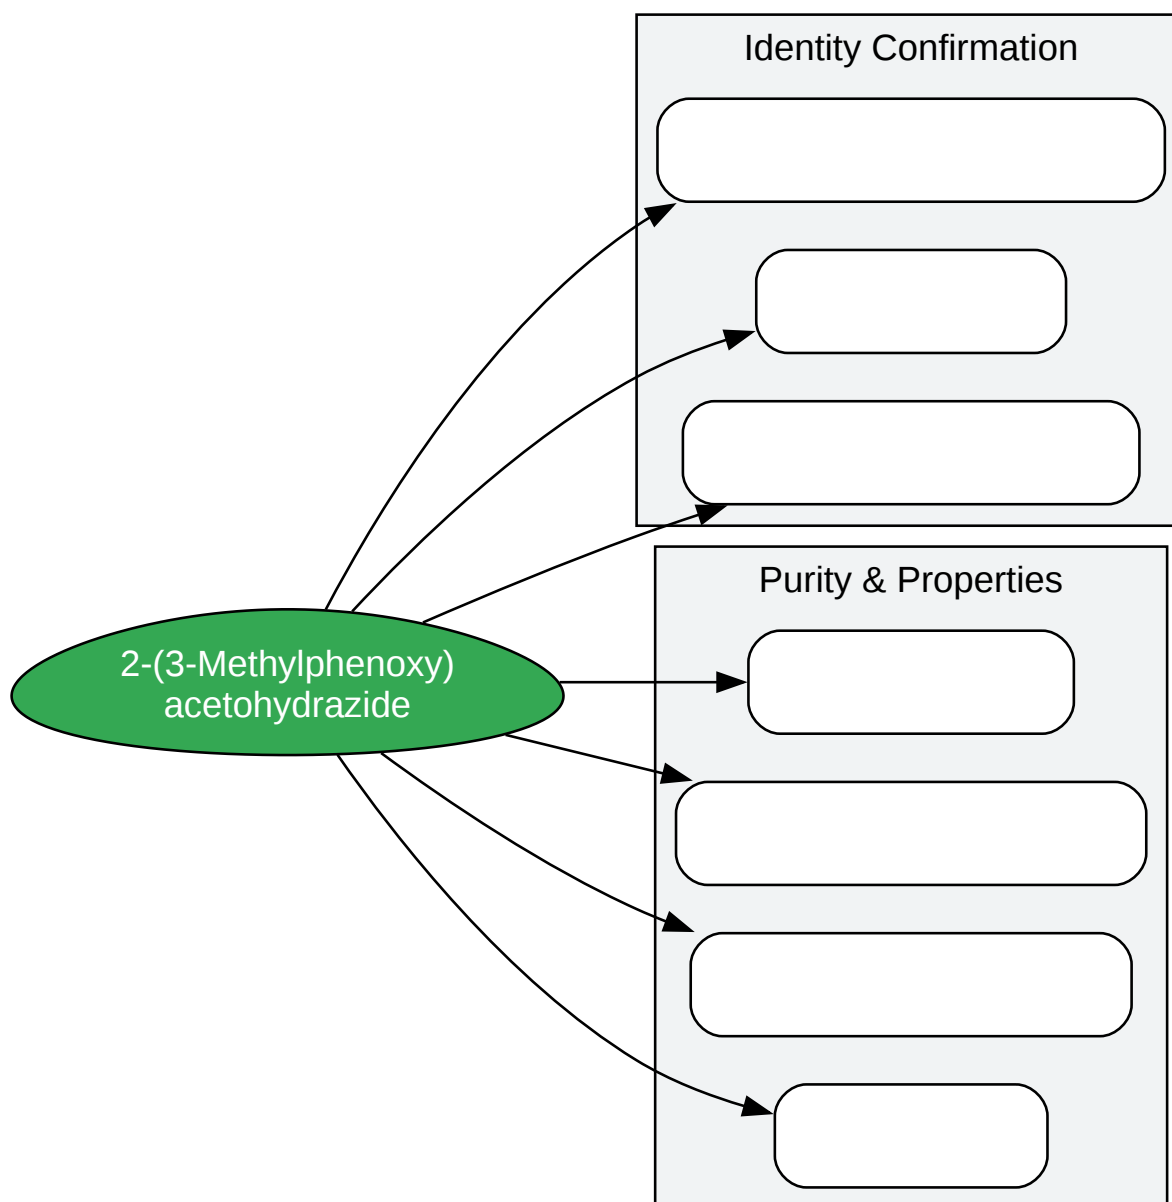 Identity Confirmation
Purity & Properties
2-(3-Methylphenoxy)
acetohydrazide